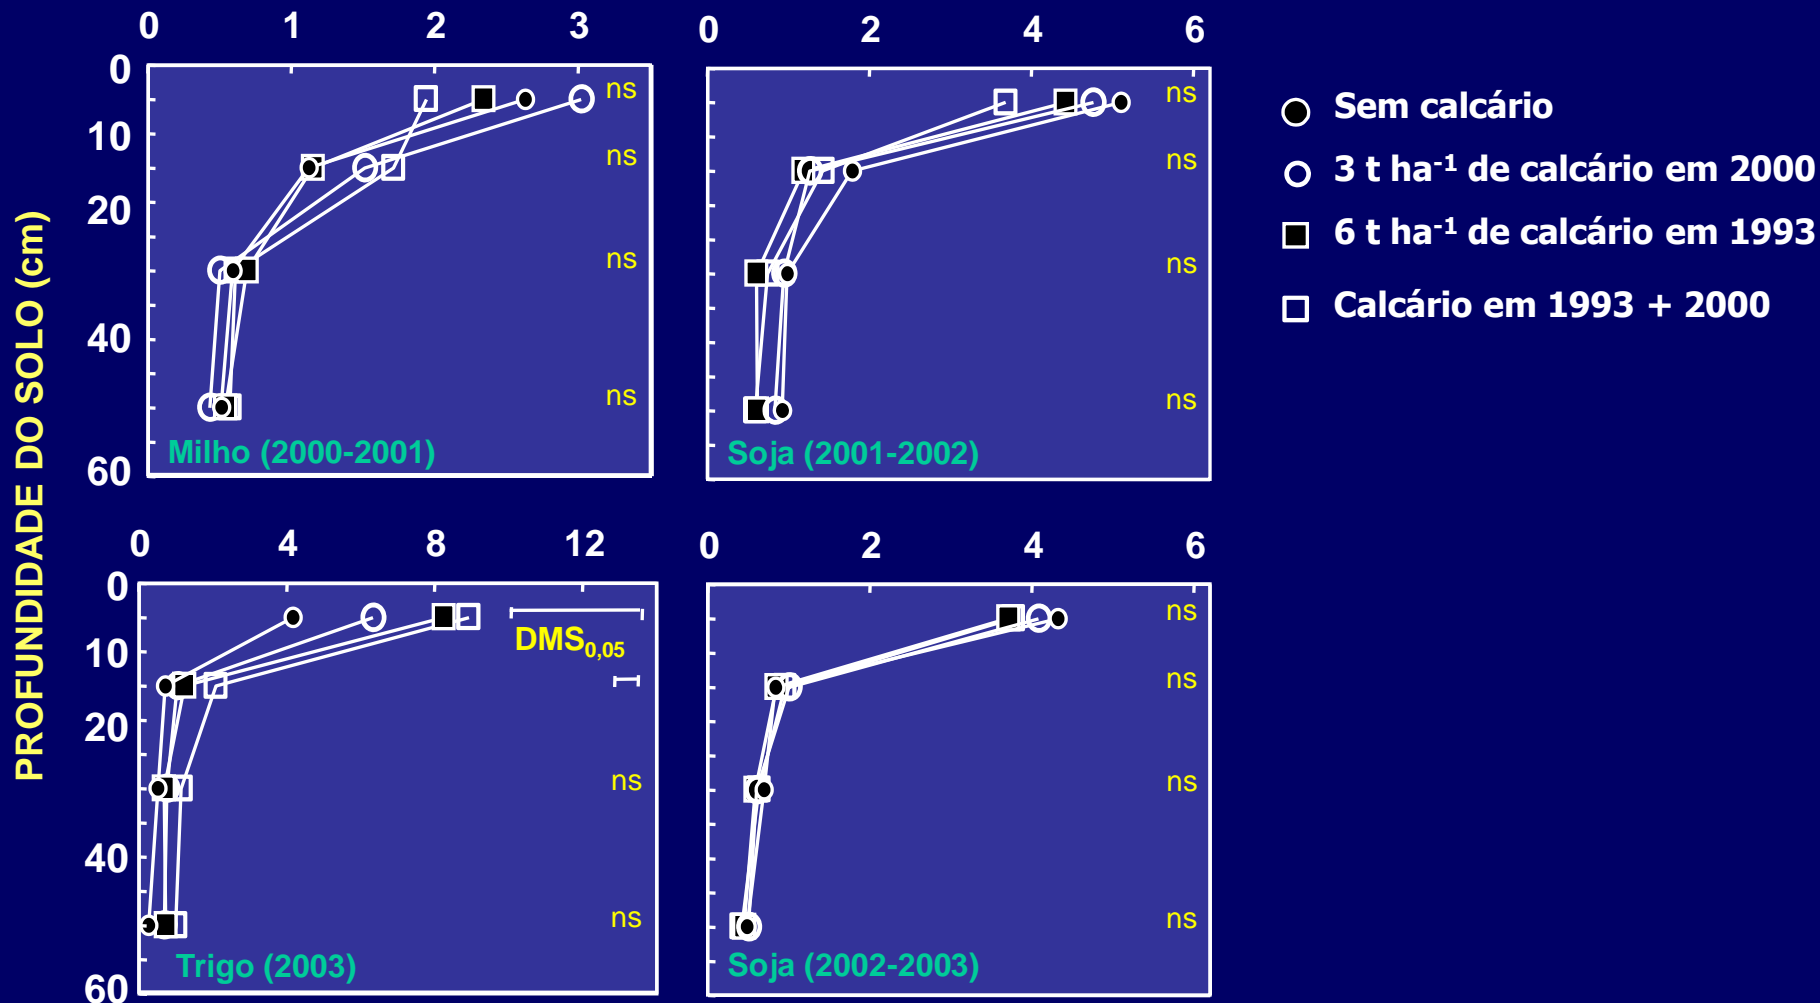 0 1 2 3
0 2 4 6
0
10
20
40
60
ns
ns
ns
ns
Milho (2000-2001)
ns
ns
ns
ns
Soja (2001-2002)
Sem calcário
3 t ha⁻¹ de calcário em 2000
6 t ha⁻¹ de calcário em 1993
Calcário em 1993 + 2000
PROFUNDIDADE DO SOLO (cm)
0 4 8 12
0 2 4 6
0
10
20
40
60
DMS₀,₀₅
ns
ns
Trigo (2003)
ns
ns
ns
ns
Soja (2002-2003)